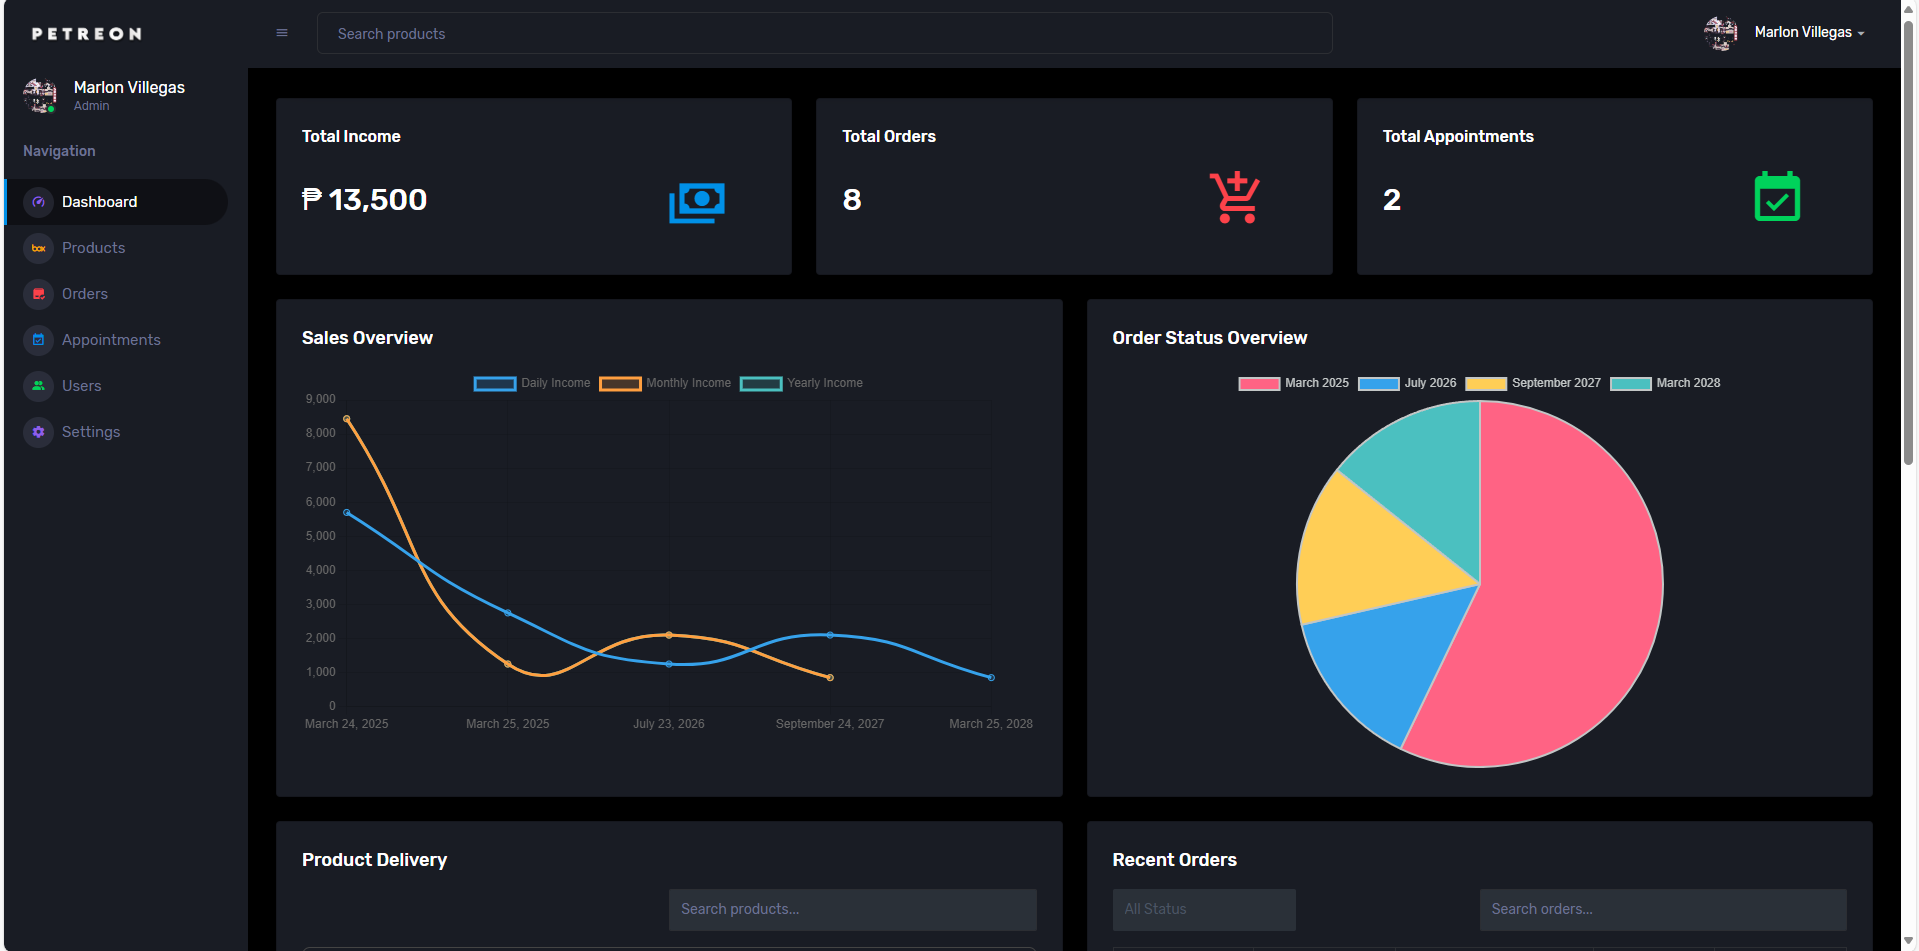 PETREON
Search products
Marlon Villegas
Marlon Villegas
Admin
Navigation
Dashboard
box
Products
Orders
Appointments
Users
Settings
Total Income
₱ 13,500
Total Orders
8
Total Appointments
2
Sales Overview
Daily Income
Monthly Income
Yearly Income
9,000
8,000
7,000
6,000
5,000
4,000
3,000
2,000
1,000
0
March 24, 2025
March 25, 2025
July 23, 2026
September 24, 2027
March 25, 2028
Order Status Overview
March 2025
July 2026
September 2027
March 2028
Product Delivery
Search products...
Recent Orders
All Status
Search orders...